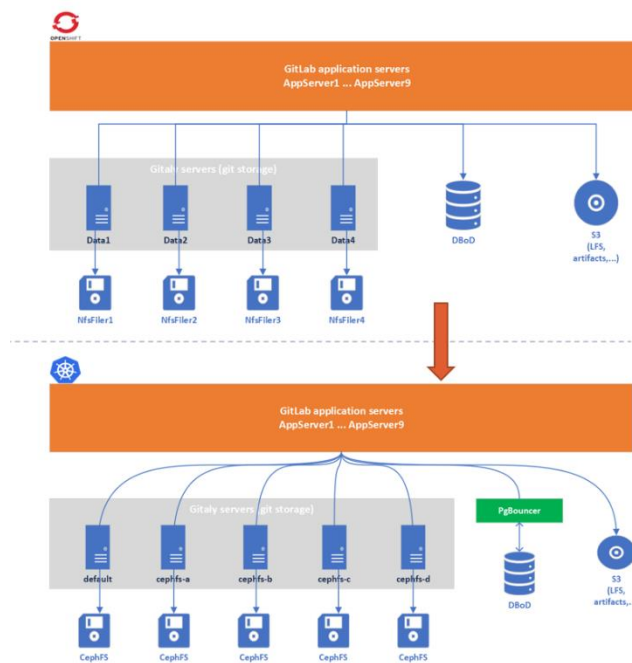 OPENSHIFT
GitLab application servers
AppServer1 ... AppServer9
Gitaly servers (git storage)
Data1
Data2
Data3
Data4
DBoD
S3
(LFS,
artifacts,...)
NfsFiler1
NfsFiler2
NfsFiler3
NfsFiler4
GitLab application servers
AppServer1 ... AppServer9
Gitaly servers (git storage)
PgBouncer
default
cephfs-a
cephfs-b
cephfs-c
cephfs-d
DBoD
S3
(LFS,
artifacts,..
CephFS
CephFS
CephFS
CephFS
CephFS